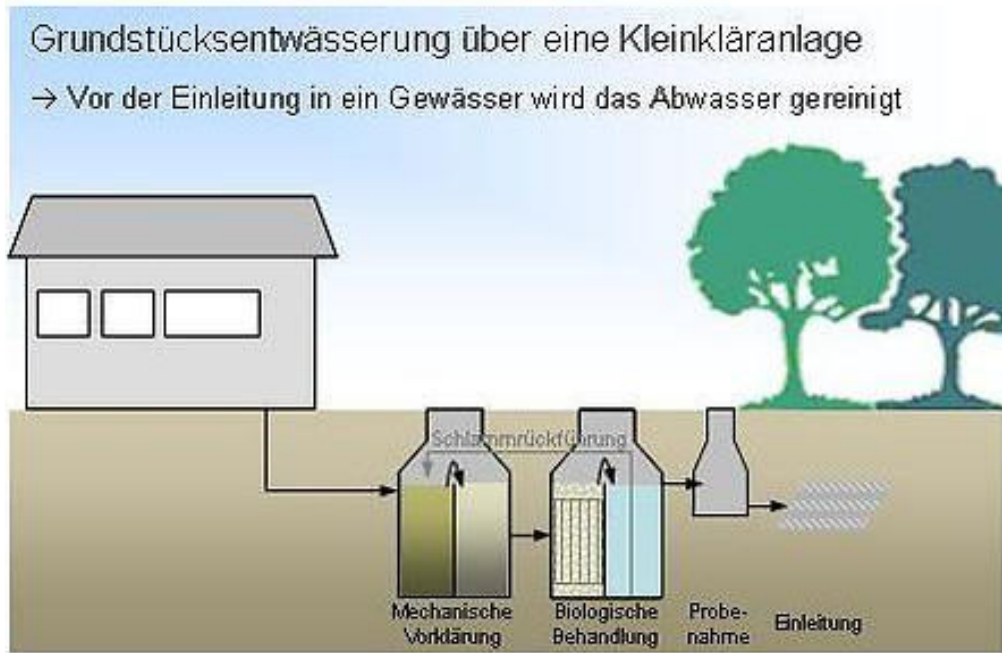 Grundstücksentwässerung über eine Kleinkläranlage
→ Vor der Einleitung in ein Gewässer wird das Abwasser gereinigt
Schlammrückführung
Mechanische
Vorklärung
Biologische
Behandlung
Probe-
nahme
Einleitung